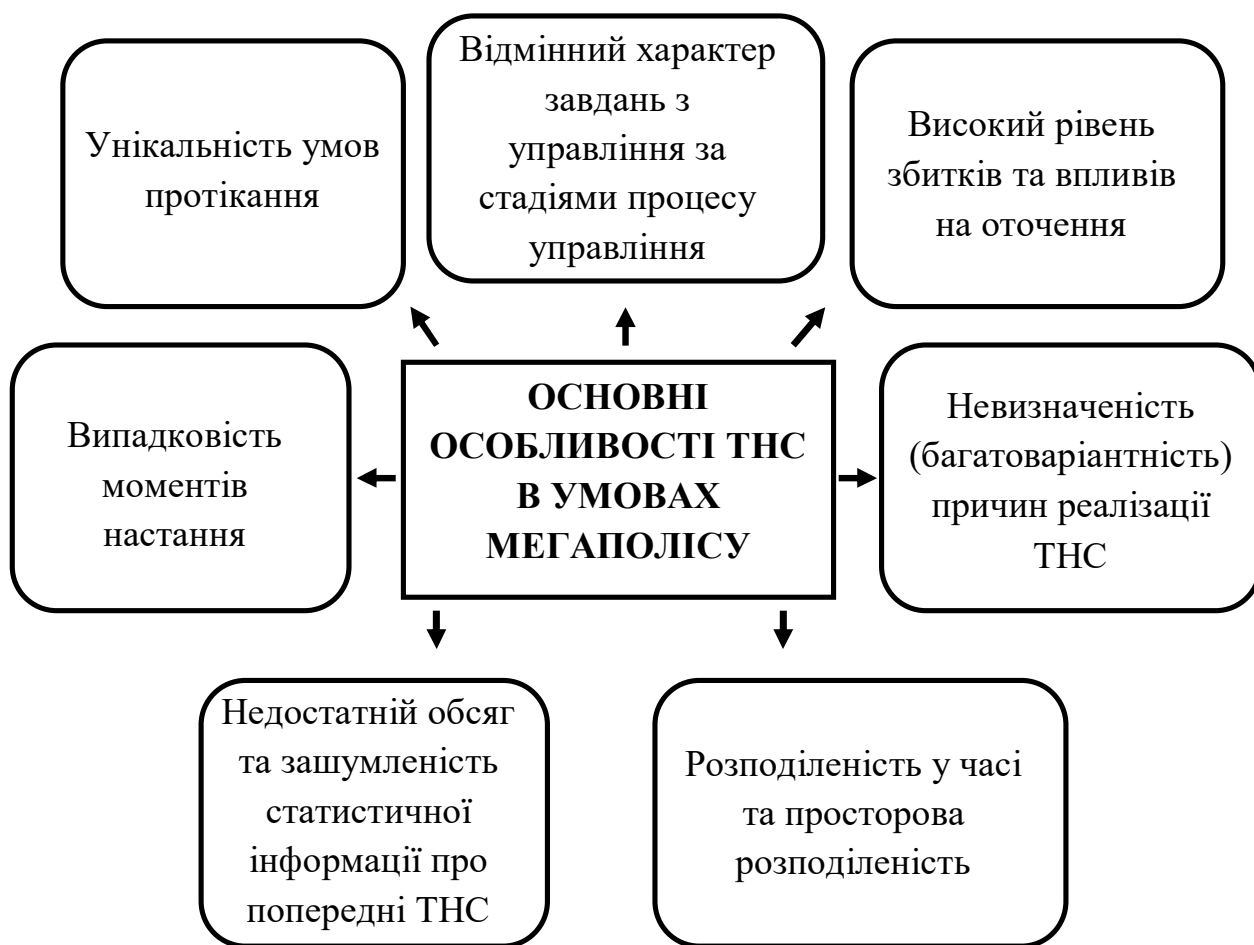 Унікальність умов
протікання
Відмінний характер
завдань з
управління за
стадіями процесу
управління
Високий рівень
збитків та впливів
на оточення
Випадковість
моментів
настання
ОСНОВНІ
ОСОБЛИВОСТІ ТНС
В УМОВАХ
МЕГАПОЛІСУ
Невизначеність
(багатоваріантність)
причин реалізації
ТНС
Недостатній обсяг
та зашумленість
статистичної
інформації про
попередні ТНС
Розподіленість у часі
та просторова
розподіленість